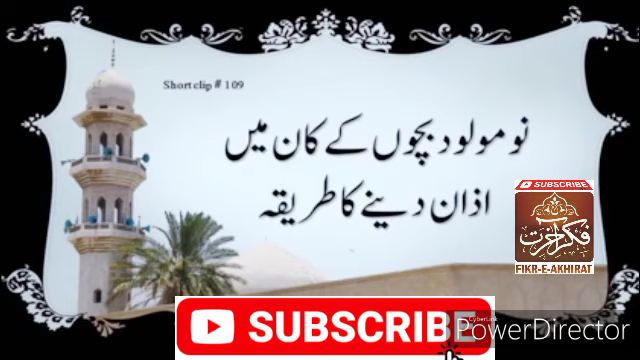 Short clip # 109
نومولود بچوں کے کان میں
اذان دینے کا طریقہ
SUBSCRIBE
فکر آخرت
FIKR-E-AKHIRAT
SUBSCRIBE
CyberLink
PowerDirector